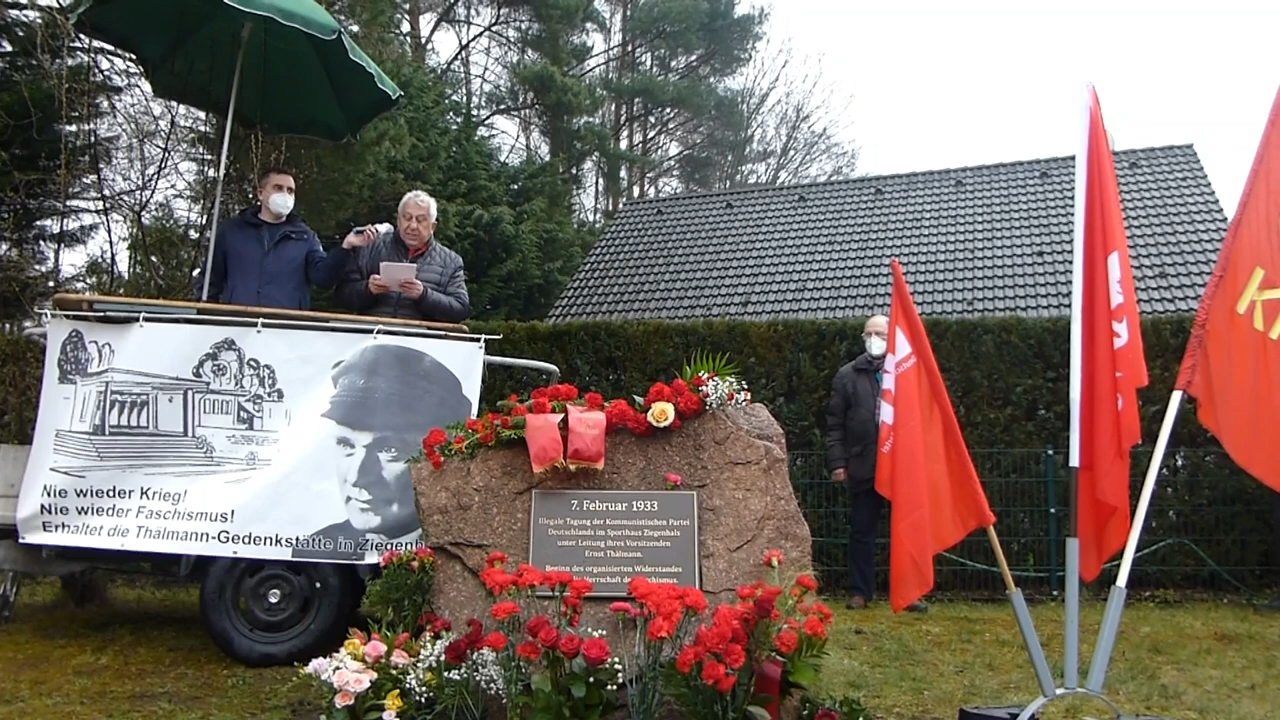 Nie wieder Krieg!
Nie wieder Faschismus!
Erhaltet die Thälmann-Gedenkstätte in Ziegenh
7. Februar 1933
Illegale Tagung der Kommunistischen Partei
Deutschlands im Sporthaus Ziegenhals
unter Leitung ihres Vorsitzenden
Ernst Thälmann.
Beginn des organisierten Widerstandes
Herrschaft des
K